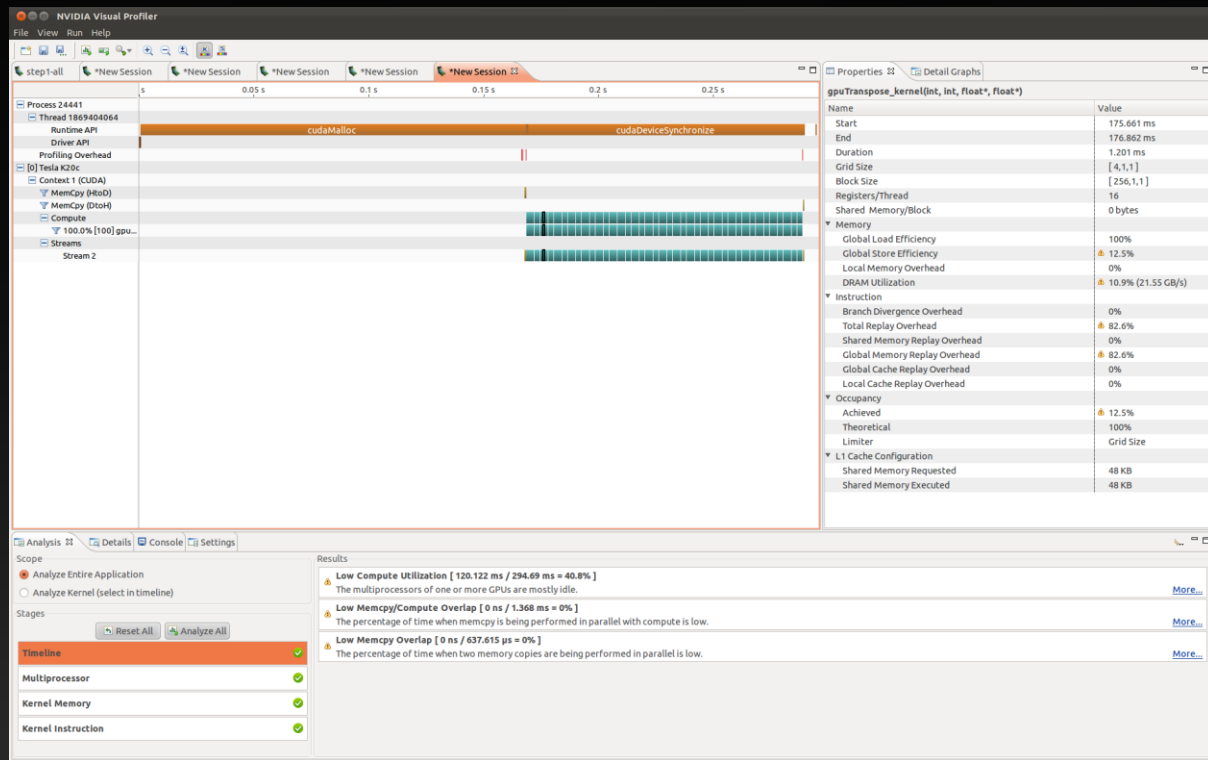 NVIDIA Visual Profiler
File View Run Help
step1-all *New Session *New Session *New Session *New Session *New Session
s 0.05 s 0.1 s 0.15 s 0.2 s 0.25 s
Process 24441
Thread 1869404064
Runtime API cudaMalloc cudaDeviceSynchronize
Driver API
Profiling Overhead
[0] Tesla K20c
Context 1 (CUDA)
MemCpy (HtoD)
MemCpy (DtoH)
Compute
100.0% [100] gpu...
Streams
Stream 2
Properties Detail Graphs
gpuTranspose_kernel(int, int, float*, float*)
Name Value
Start 175.661 ms
End 176.862 ms
Duration 1.201 ms
Grid Size [ 4,1,1 ]
Block Size [ 256,1,1 ]
Registers/Thread 16
Shared Memory/Block 0 bytes
Memory
Global Load Efficiency 100%
Global Store Efficiency 12.5%
Local Memory Overhead 0%
DRAM Utilization 10.9% (21.55 GB/s)
Instruction
Branch Divergence Overhead 0%
Total Replay Overhead 82.6%
Shared Memory Replay Overhead 0%
Global Memory Replay Overhead 82.6%
Global Cache Replay Overhead 0%
Local Cache Replay Overhead 0%
Occupancy
Achieved 12.5%
Theoretical 100%
Limiter Grid Size
L1 Cache Configuration
Shared Memory Requested 48 KB
Shared Memory Executed 48 KB
Analysis Details Console Settings
Scope
Analyze Entire Application
Analyze Kernel (select in timeline)
Stages
Reset All Analyze All
Timeline
Multiprocessor
Kernel Memory
Kernel Instruction
Results
Low Compute Utilization [ 120.122 ms / 294.69 ms = 40.8% ]
The multiprocessors of one or more GPUs are mostly idle. More...
Low Memcpy/Compute Overlap [ 0 ns / 1.368 ms = 0% ]
The percentage of time when memcpy is being performed in parallel with compute is low. More...
Low Memcpy Overlap [ 0 ns / 637.615 µs = 0% ]
The percentage of time when two memory copies are being performed in parallel is low. More...